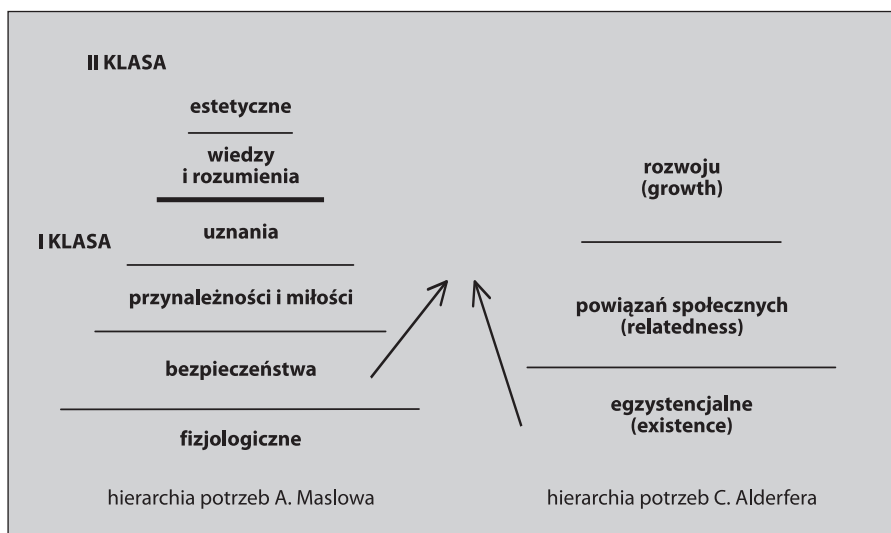 II KLASA
estetyczne
wiedzy
i rozumienia
I KLASA
uznania
przynależności i miłości
bezpieczeństwa
fizjologiczne
hierarchia potrzeb A. Maslowa
rozwoju
(growth)
powiązań społecznych
(relatedness)
egzystencjalne
(existence)
hierarchia potrzeb C. Alderfera